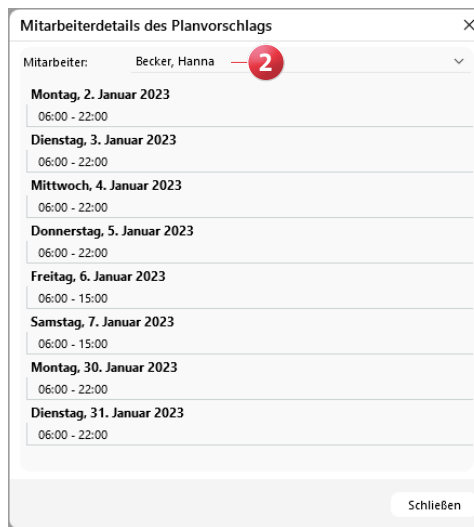 Mitarbeiterdetails des Planvorschlags
Mitarbeiter: Becker, Hanna 2
Montag, 2. Januar 2023
06:00 - 22:00
Dienstag, 3. Januar 2023
06:00 - 22:00
Mittwoch, 4. Januar 2023
06:00 - 22:00
Donnerstag, 5. Januar 2023
06:00 - 22:00
Freitag, 6. Januar 2023
06:00 - 15:00
Samstag, 7. Januar 2023
06:00 - 15:00
Montag, 30. Januar 2023
06:00 - 22:00
Dienstag, 31. Januar 2023
06:00 - 22:00
Schließen